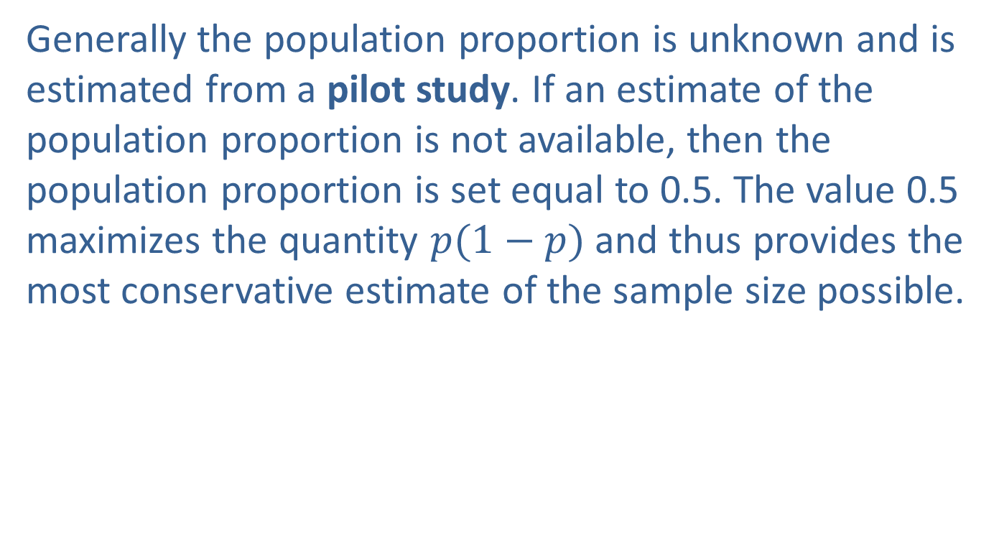 Generally the population proportion is unknown and is
estimated from a pilot study. If an estimate of the
population proportion is not available, then the
population proportion is set equal to 0.5. The value 0.5
maximizes the quantity 𝑝(1 − 𝑝) and thus provides the
most conservative estimate of the sample size possible.